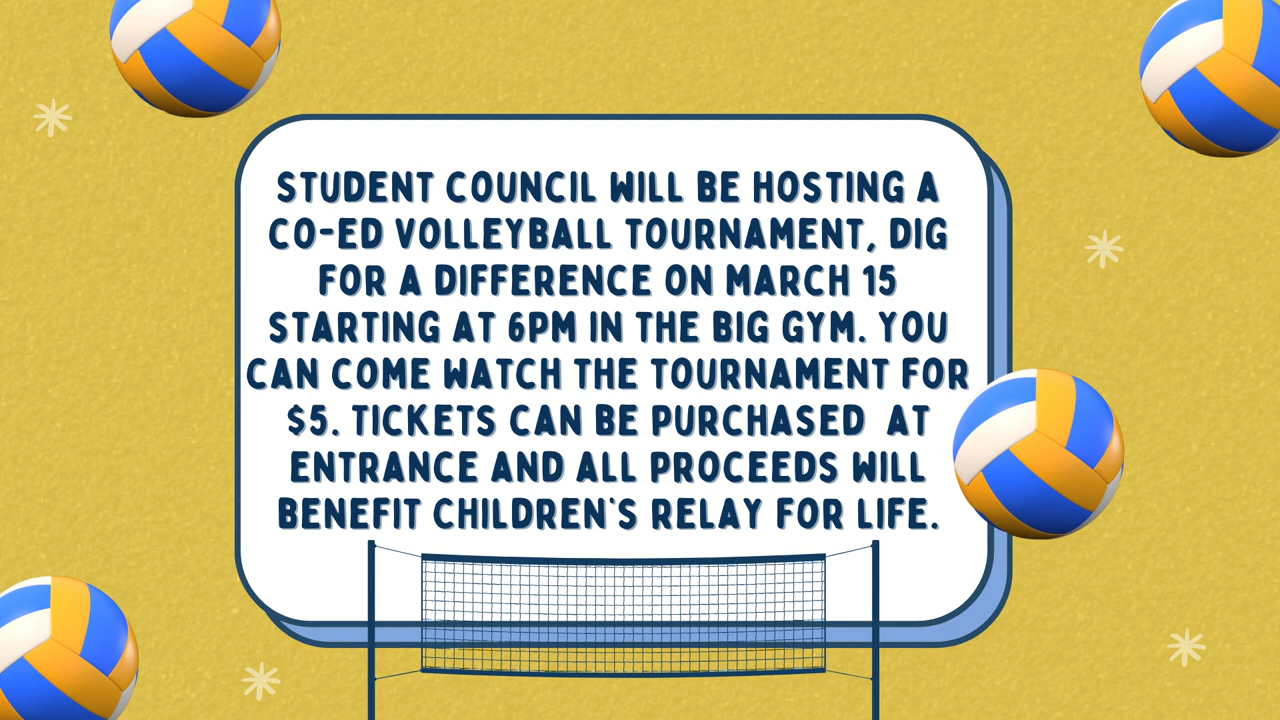 STUDENT COUNCIL WILL BE HOSTING A
CO-ED VOLLEYBALL TOURNAMENT, DIG
FOR A DIFFERENCE ON MARCH 15
STARTING AT 6PM IN THE BIG GYM. YOU
CAN COME WATCH THE TOURNAMENT FOR
$5. TICKETS CAN BE PURCHASED AT
ENTRANCE AND ALL PROCEEDS WILL
BENEFIT CHILDREN'S RELAY FOR LIFE.